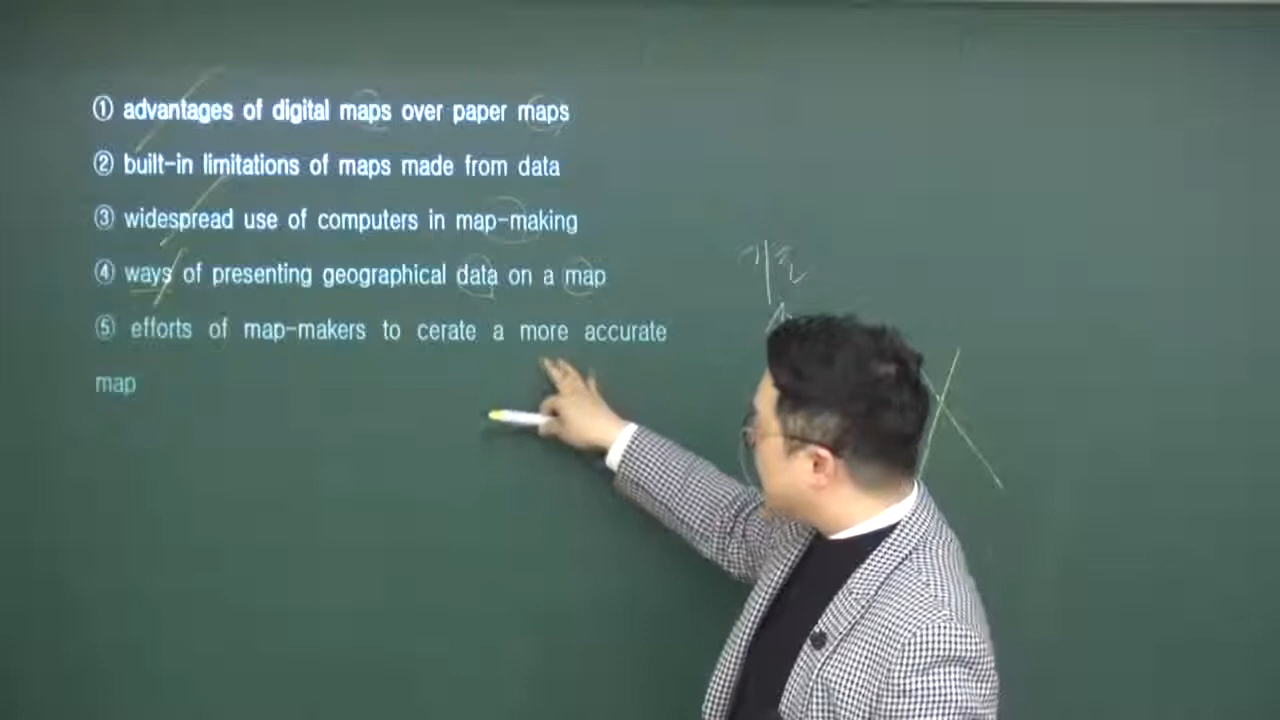 ① advantages of digital maps over paper maps
② built-in limitations of maps made from data
③ widespread use of computers in map-making
④ ways of presenting geographical data on a map
⑤ efforts of map-makers to cerate a more accurate
map